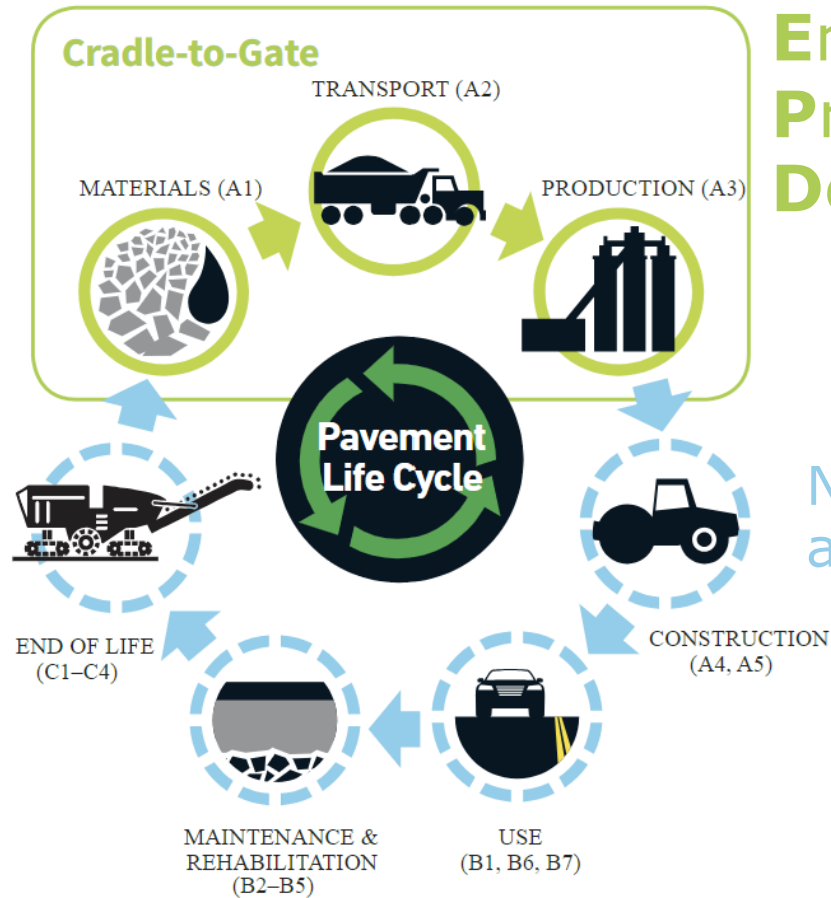 Cradle-to-Gate
TRANSPORT (A2)
MATERIALS (A1)
PRODUCTION (A3)
Pavement
Life Cycle
END OF LIFE
(C1–C4)
CONSTRUCTION
(A4, A5)
MAINTENANCE &
REHABILITATION
(B2–B5)
USE
(B1, B6, B7)